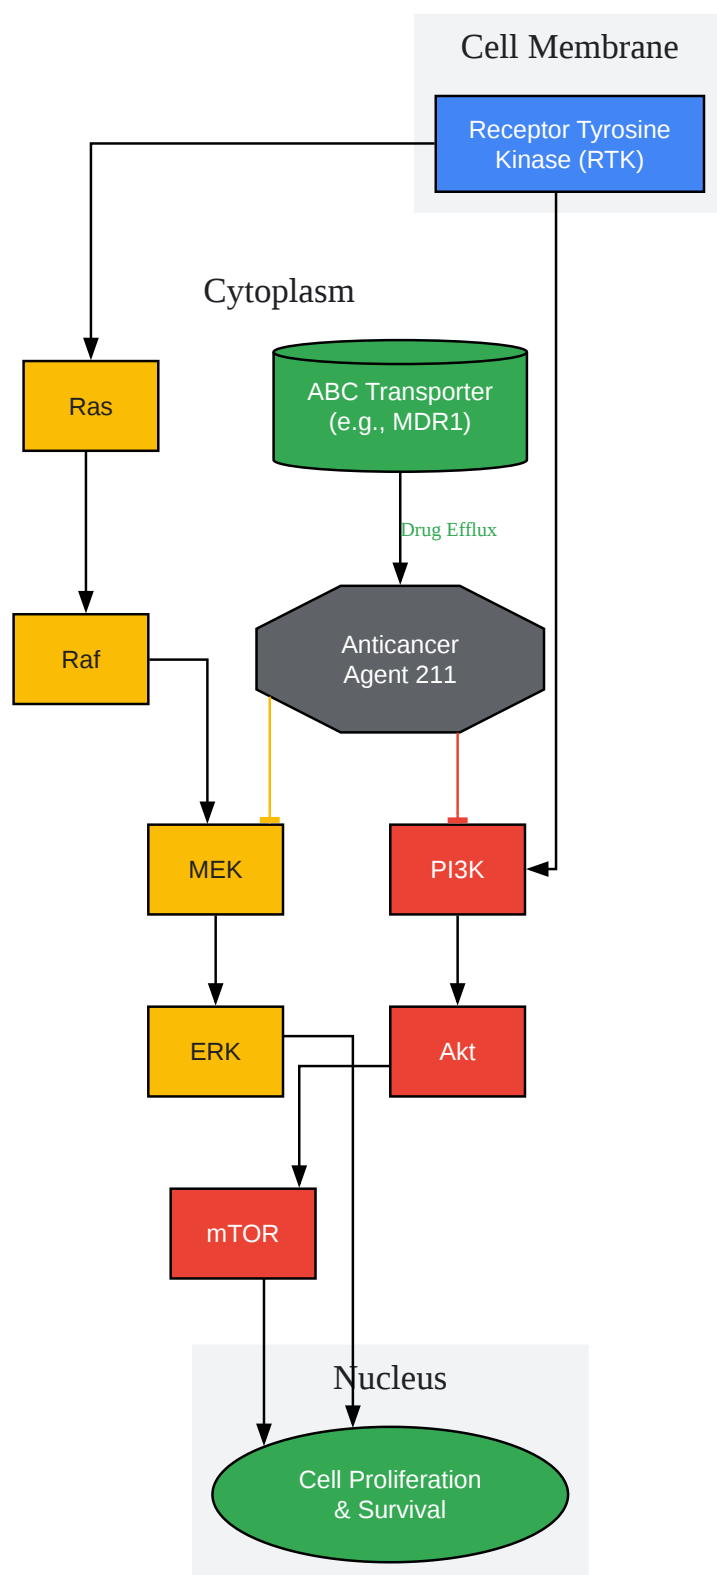 Cell Membrane
Receptor Tyrosine
Kinase (RTK)
Cytoplasm
Ras
ABC Transporter
(e.g., MDR1)
Drug Efflux
Raf
Anticancer
Agent 211
MEK
PI3K
ERK
Akt
mTOR
Nucleus
Cell Proliferation
& Survival